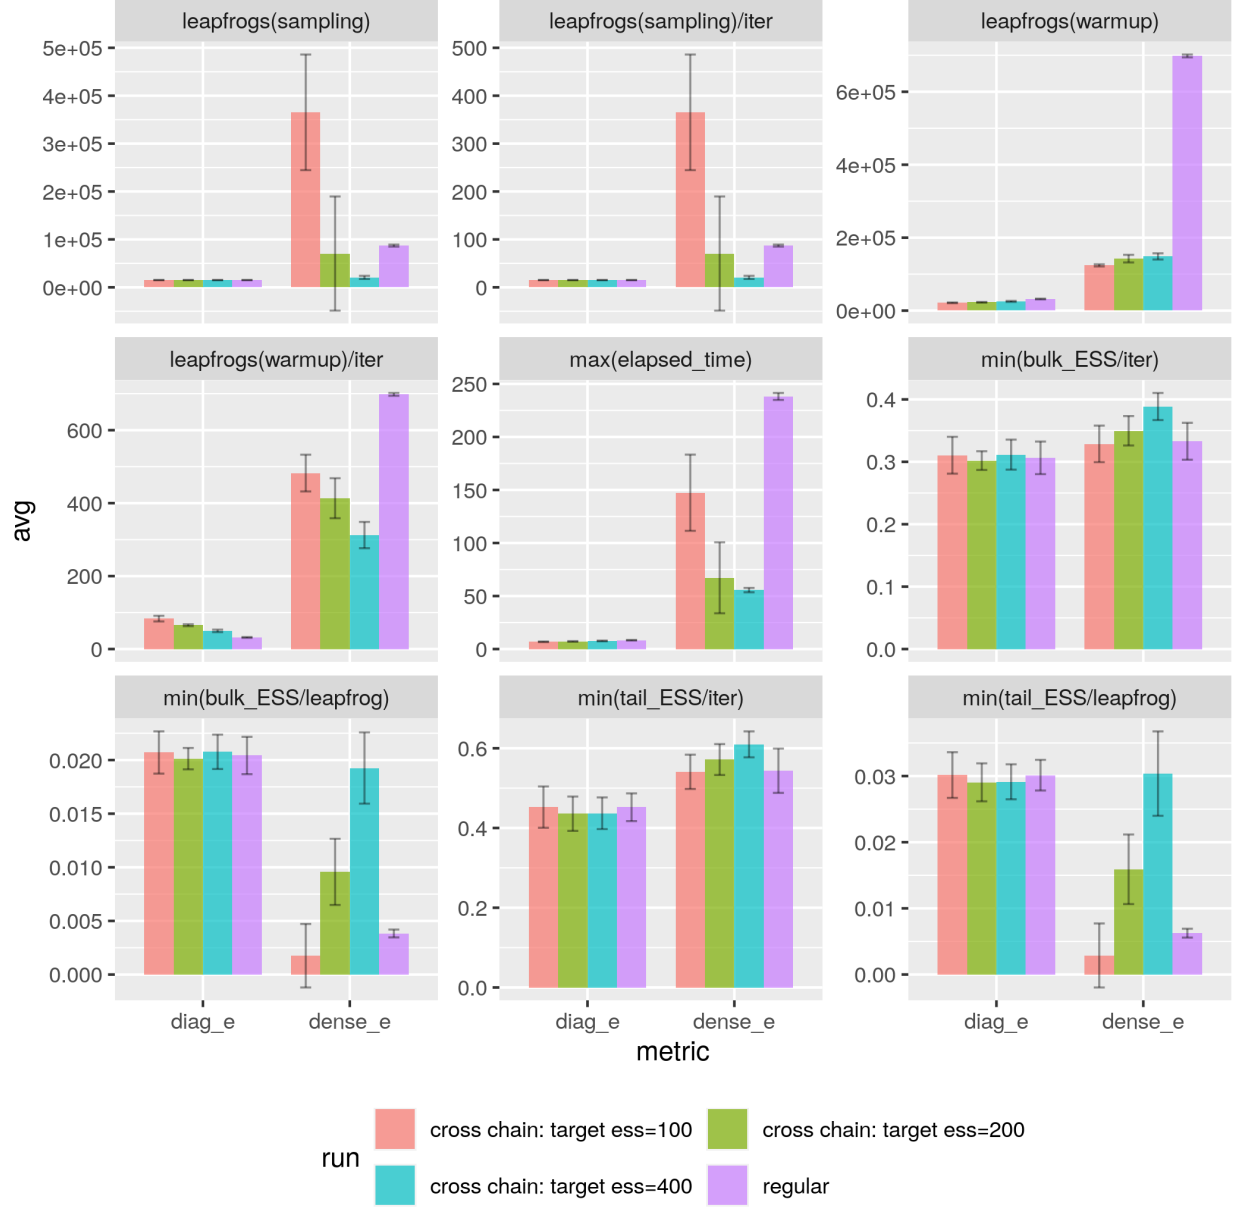 leapfrogs(sampling)
leapfrogs(sampling)/iter
leapfrogs(warmup)
5e+05
4e+05
3e+05
2e+05
1e+05
0e+00
500
400
300
200
100
0
6e+05
4e+05
2e+05
0e+00
leapfrogs(warmup)/iter
max(elapsed_time)
min(bulk_ESS/iter)
600
400
200
0
250
200
150
100
50
0
0.4
0.3
0.2
0.1
0.0
avg
min(bulk_ESS/leapfrog)
min(tail_ESS/iter)
min(tail_ESS/leapfrog)
0.020
0.015
0.010
0.005
0.000
0.6
0.4
0.2
0.0
0.03
0.02
0.01
0.00
diag_e dense_e
diag_e dense_e
diag_e dense_e
metric
run
cross chain: target ess=100
cross chain: target ess=200
cross chain: target ess=400
regular